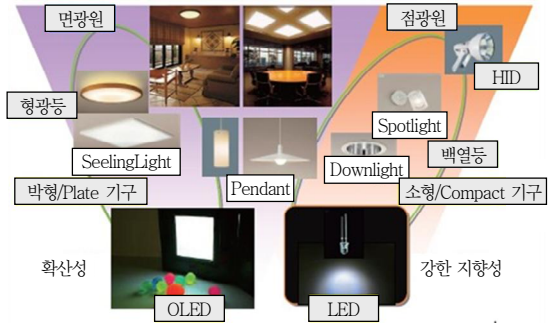 면광원
점광원
HID
형광등
Spotlight
SeelingLight
백열등
Downlight
Pendant
박형/Plate 기구
소형/Compact 기구
확산성
강한 지향성
OLED
LED